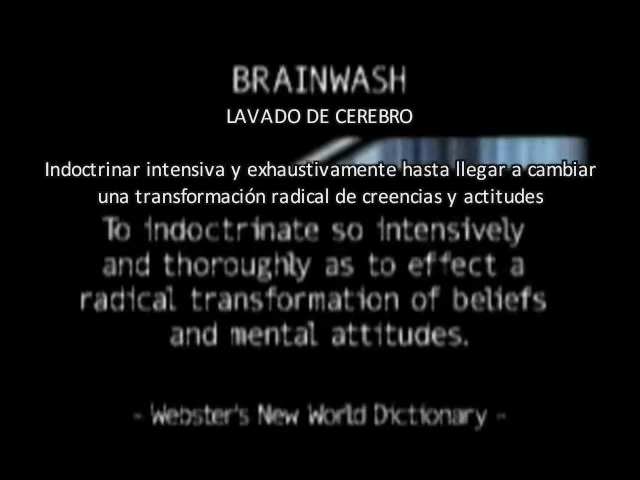 BRAINWASH
LAVADO DE CEREBRO
Indoctrinar intensiva y exhaustivamente hasta llegar a cambiar
una transformación radical de creencias y actitudes
To indoctrinate so intensively
and thoroughly as to effect a
radical transformation of beliefs
and mental attitudes.
- Webster's New World Dictionary -